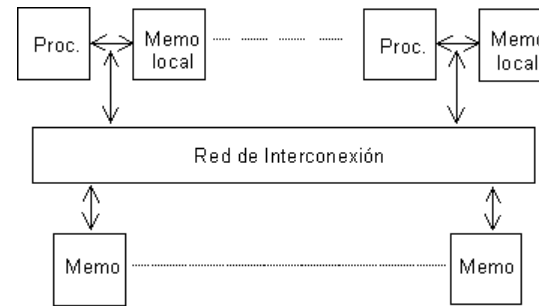 Proc.
Memo
local
Proc.
Memo
local
Red de Interconexión
Memo
Memo